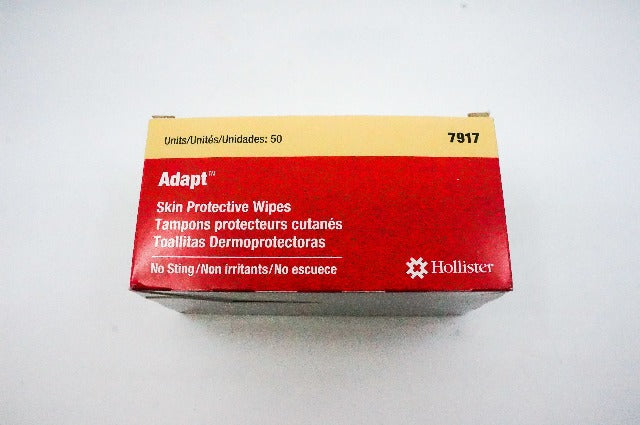 Units/Unités/Unidades: 50
7917
Adapt™
Skin Protective Wipes
Tampons protecteurs cutanés
Toallitas Dermoprotectoras
No Sting/Non irritants/No escuece
Hollister